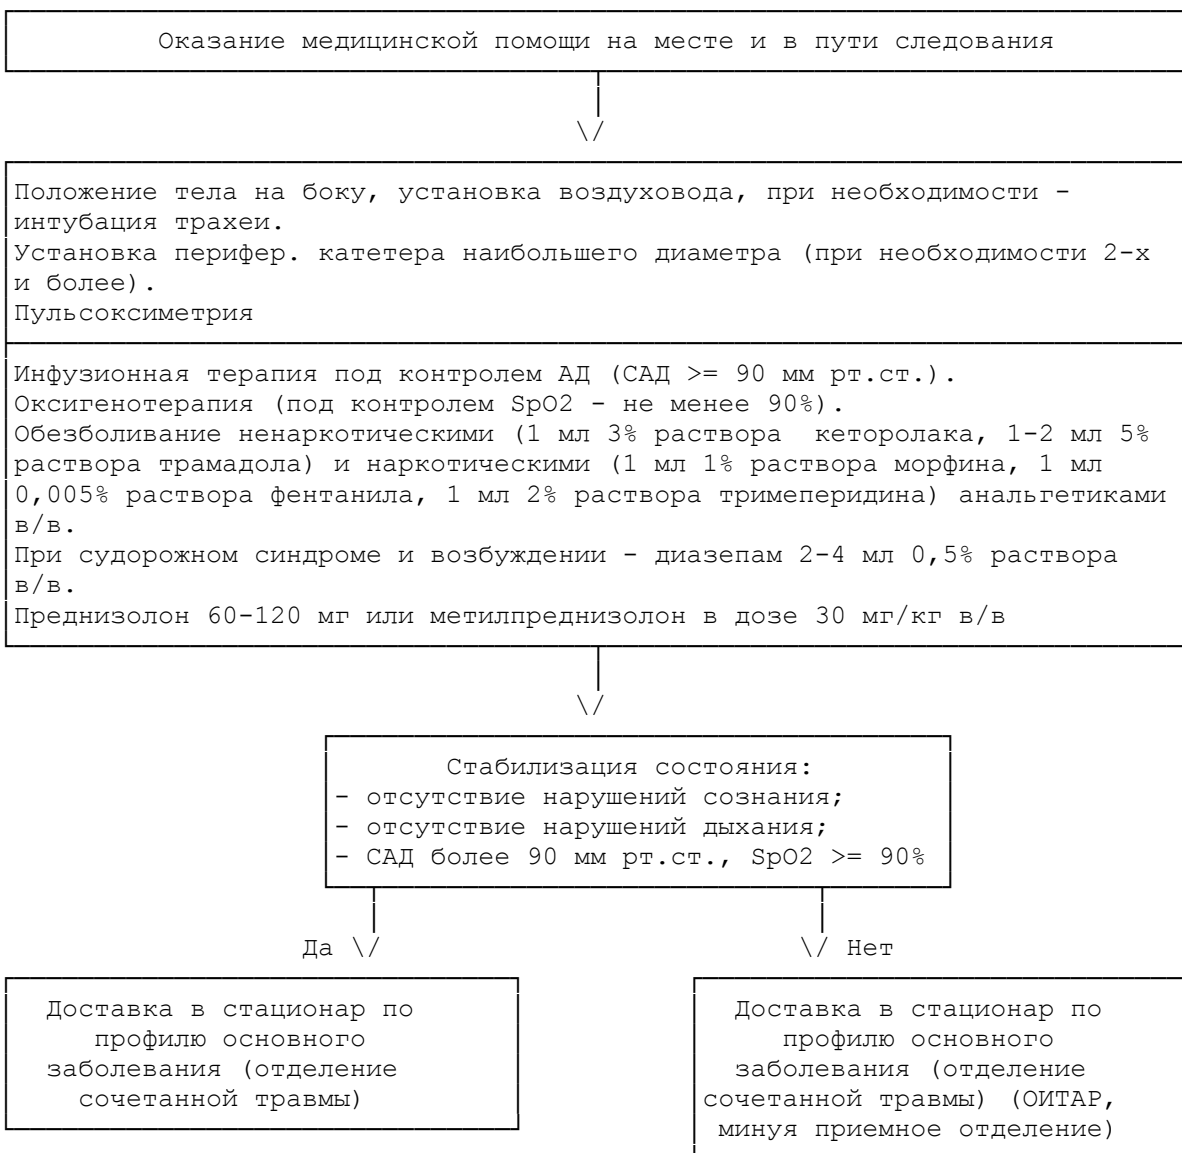 Оказание медицинской помощи на месте и в пути следования
\/
Положение тела на боку, установка воздуховода, при необходимости -
интубация трахеи.
Установка перифер. катетера наибольшего диаметра (при необходимости 2-х
и более).
Пульсоксиметрия
Инфузионная терапия под контролем АД (САД >= 90 мм рт.ст.).
Оксигенотерапия (под контролем SpO2 - не менее 90%).
Обезболивание ненаркотическими (1 мл 3% раствора  кеторолака, 1-2 мл 5%
раствора трамадола) и наркотическими (1 мл 1% раствора морфина, 1 мл
0,005% раствора фентанила, 1 мл 2% раствора тримеперидина) анальгетиками
в/в.
При судорожном синдроме и возбуждении - диазепам 2-4 мл 0,5% раствора
в/в.
Преднизолон 60-120 мг или метилпреднизолон в дозе 30 мг/кг в/в
\/
Стабилизация состояния:
- отсутствие нарушений сознания;
- отсутствие нарушений дыхания;
- САД более 90 мм рт.ст., SpO2 >= 90%
Да \/
\/ Нет
Доставка в стационар по
профилю основного
заболевания (отделение
сочетанной травмы)
Доставка в стационар по
профилю основного
заболевания (отделение
сочетанной травмы) (ОИТАР,
минуя приемное отделение)